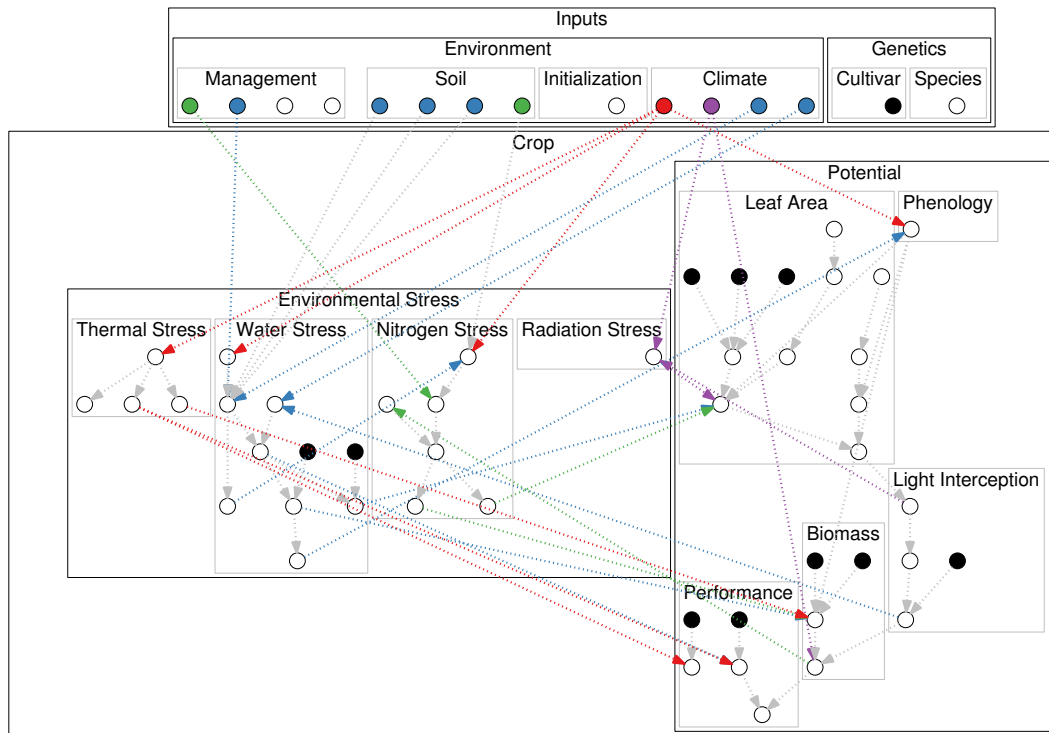 Inputs
Environment
Genetics
Management
Soil
Initialization
Climate
Cultivar
Species
Crop
Potential
Leaf Area
Phenology
Environmental Stress
Thermal Stress
Water Stress
Nitrogen Stress
Radiation Stress
Light Interception
Biomass
Performance